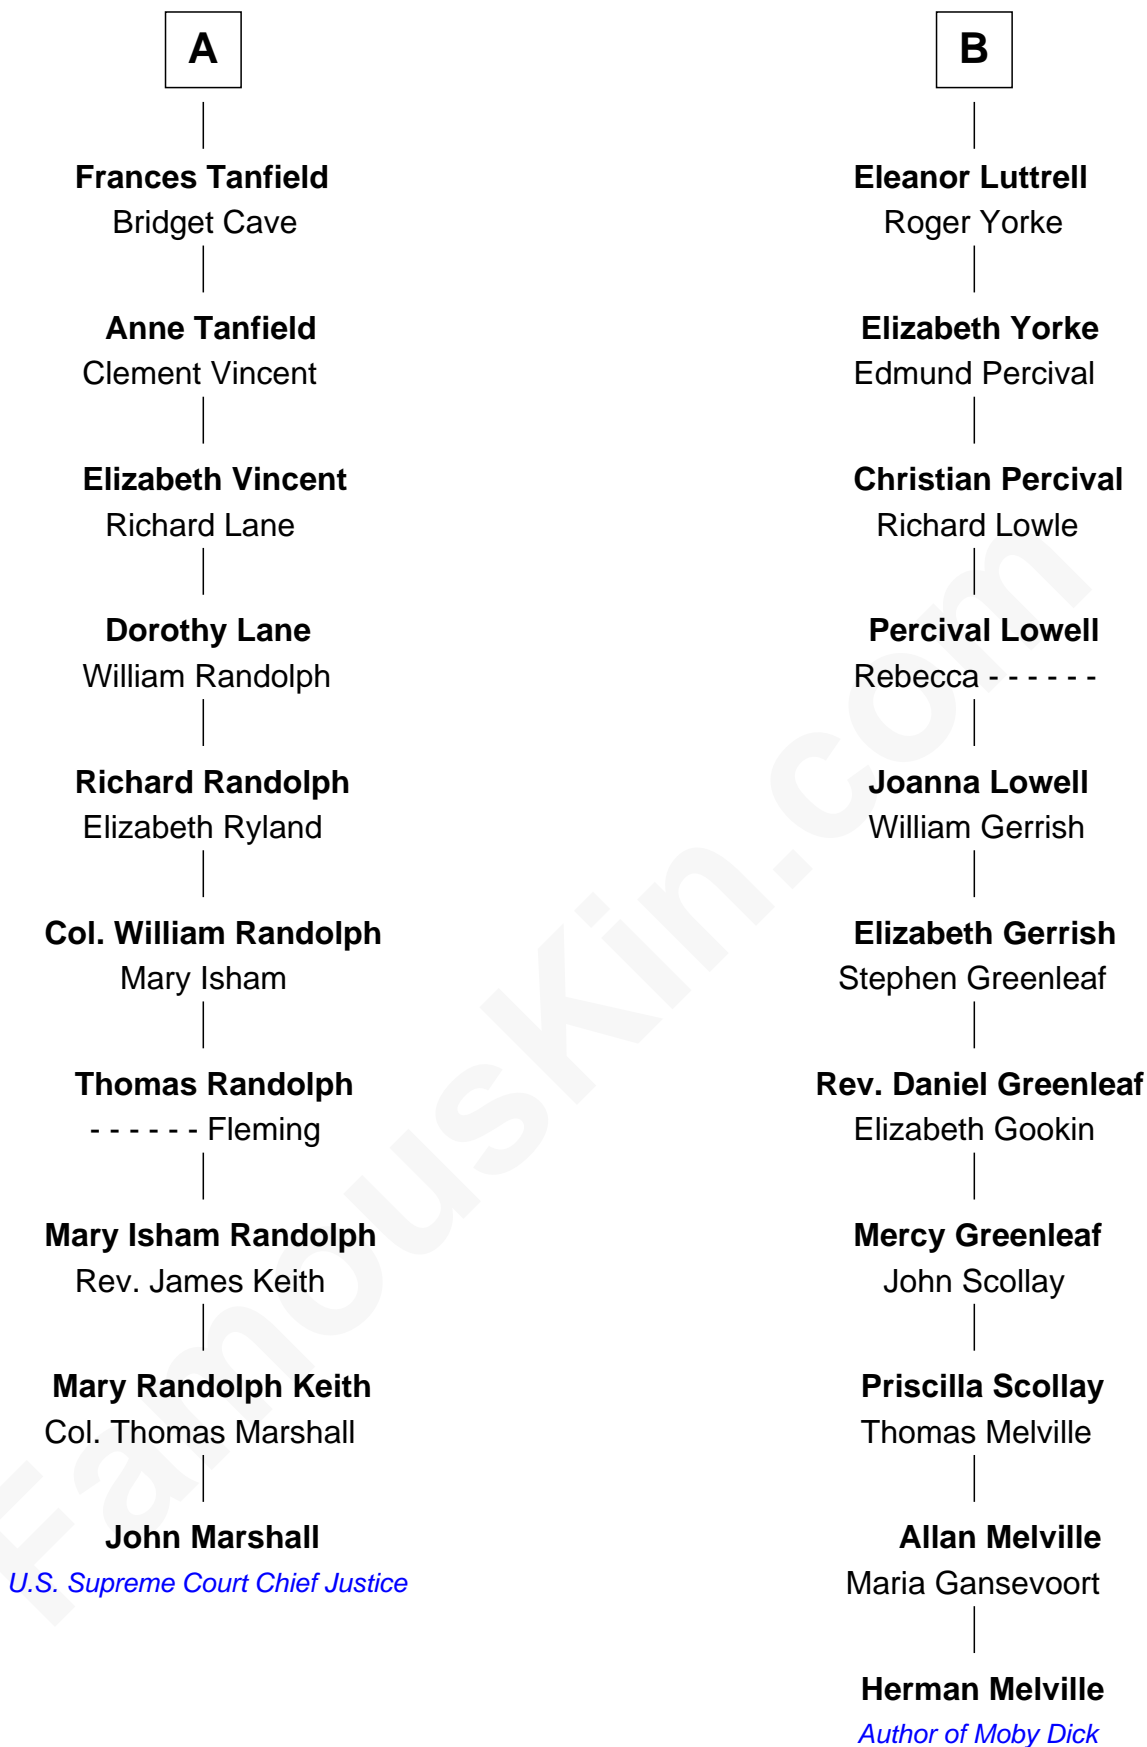 A
Frances Tanfield
Bridget Cave
Anne Tanfield
Clement Vincent
Elizabeth Vincent
Richard Lane
Dorothy Lane
William Randolph
Richard Randolph
Elizabeth Ryland
Col. William Randolph
Mary Isham
Thomas Randolph
- - - - - - Fleming
Mary Isham Randolph
Rev. James Keith
Mary Randolph Keith
Col. Thomas Marshall
John Marshall
U.S. Supreme Court Chief Justice
B
Eleanor Luttrell
Roger Yorke
Elizabeth Yorke
Edmund Percival
Christian Percival
Richard Lowle
Percival Lowell
Rebecca - - - - - -
Joanna Lowell
William Gerrish
Elizabeth Gerrish
Stephen Greenleaf
Rev. Daniel Greenleaf
Elizabeth Gookin
Mercy Greenleaf
John Scollay
Priscilla Scollay
Thomas Melville
Allan Melville
Maria Gansevoort
Herman Melville
Author of Moby Dick
FamousKin.com